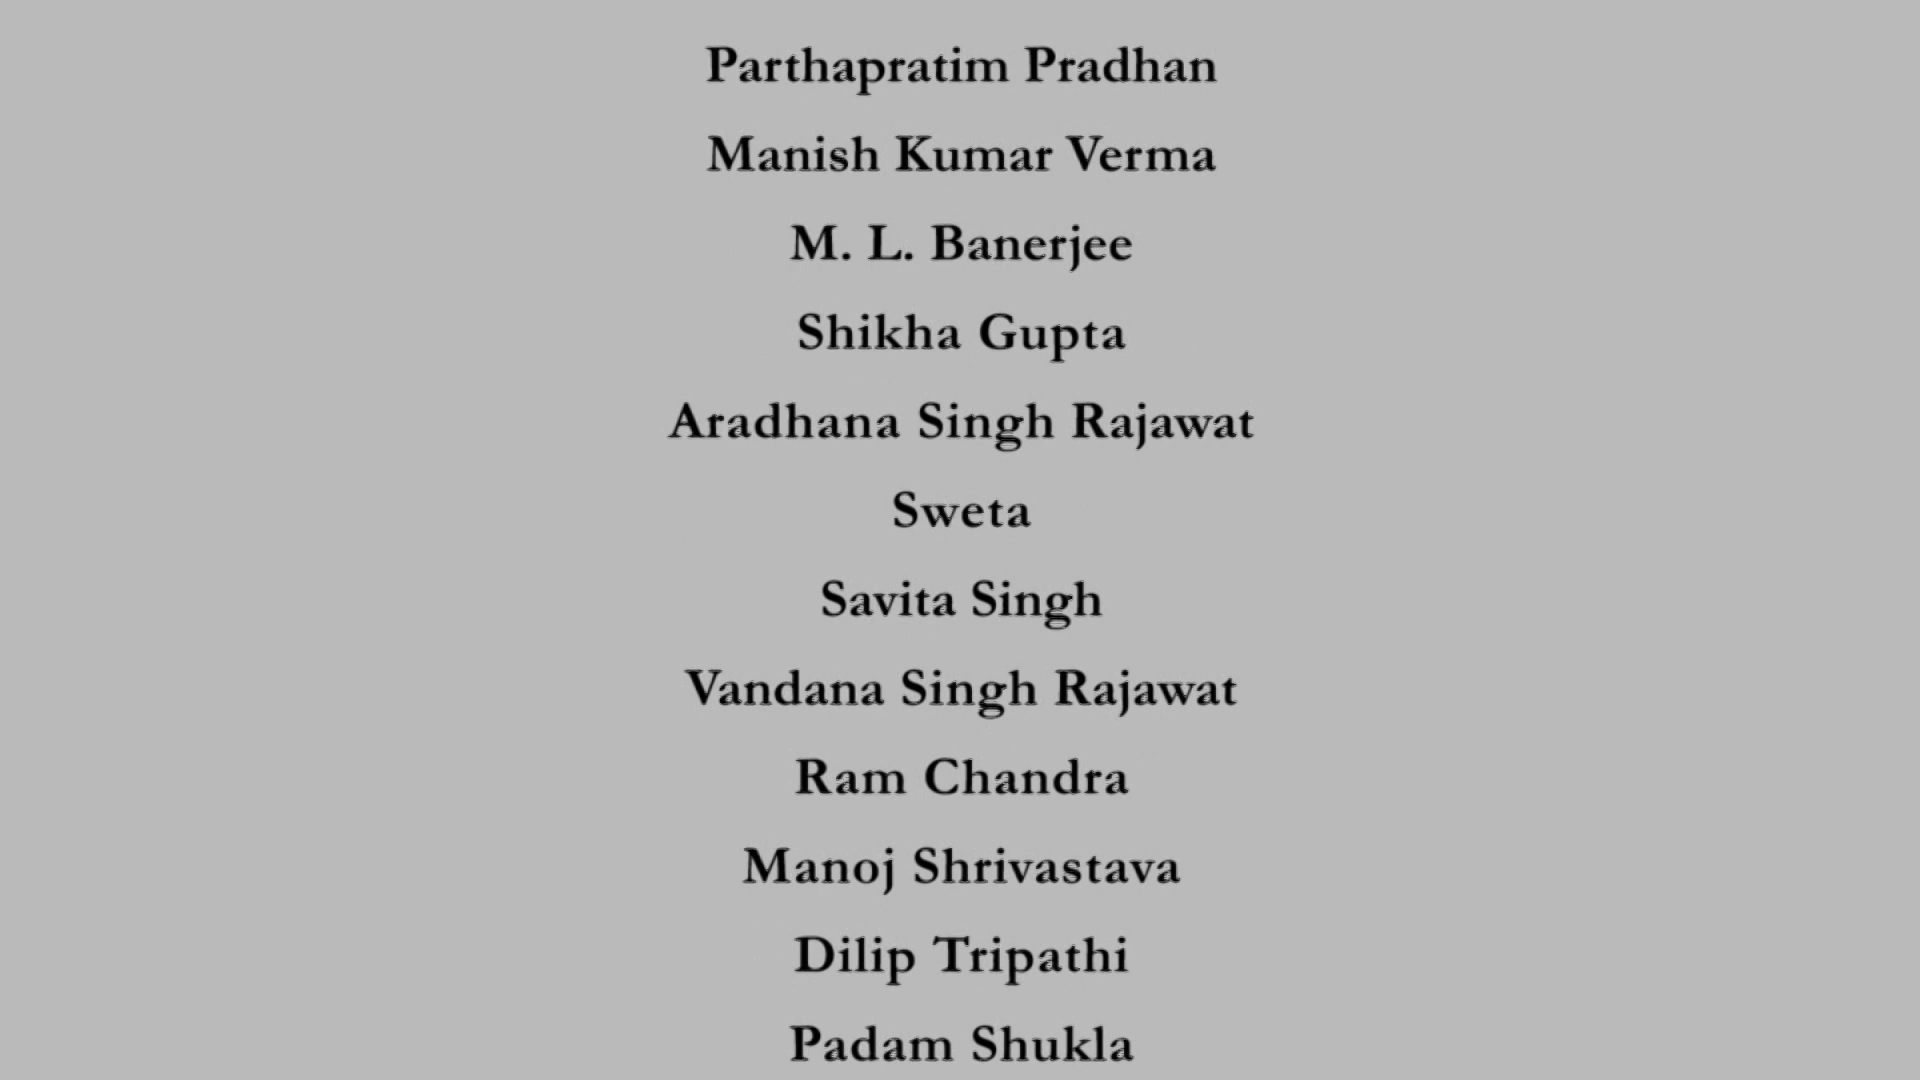 Parthapratim Pradhan
Manish Kumar Verma
M. L. Banerjee
Shikha Gupta
Aradhana Singh Rajawat
Sweta
Savita Singh
Vandana Singh Rajawat
Ram Chandra
Manoj Shrivastava
Dilip Tripathi
Padam Shukla